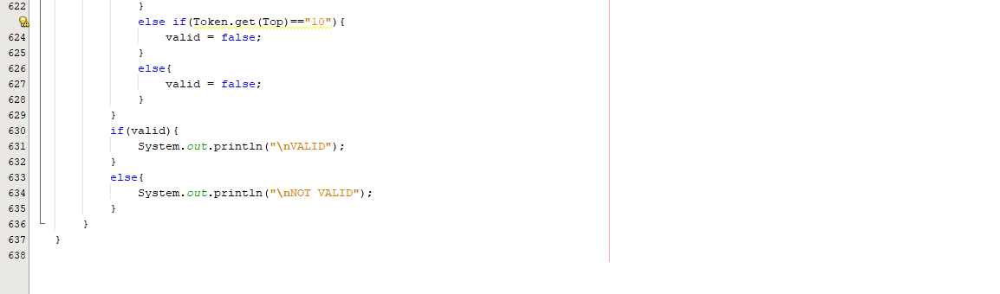 622 }
else if(Token.get(Top)=="10"){
624 valid = false;
625 }
626 else{
627 valid = false;
628 }
629 }
630 if(valid){
631 System.out.println("\nVALID");
632 }
633 else{
634 System.out.println("\nNOT VALID");
635 }
636 }
637 }
638